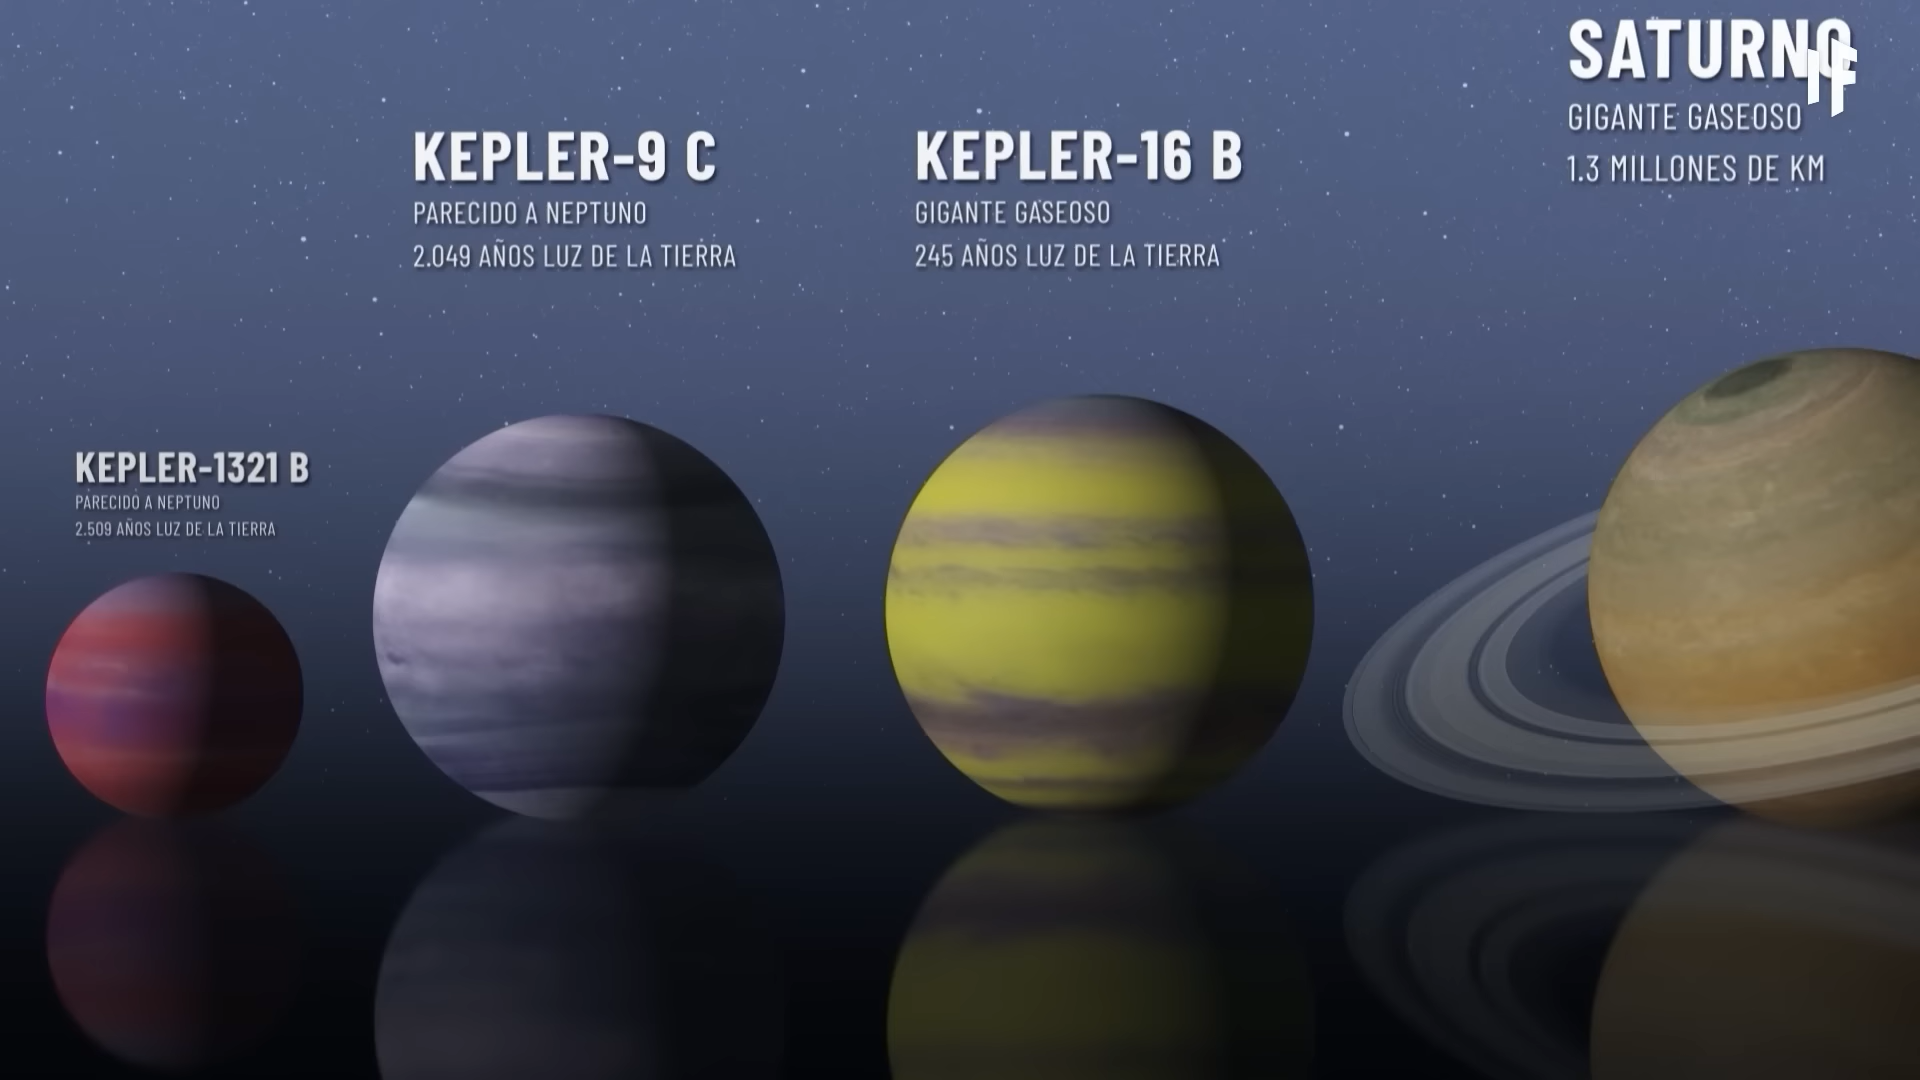 KEPLER-1321 B
PARECIDO A NEPTUNO
2.509 AÑOS LUZ DE LA TIERRA
KEPLER-9 C
PARECIDO A NEPTUNO
2.049 AÑOS LUZ DE LA TIERRA
KEPLER-16 B
GIGANTE GASEOSO
245 AÑOS LUZ DE LA TIERRA
SATURNO
GIGANTE GASEOSO
1.3 MILLONES DE KM